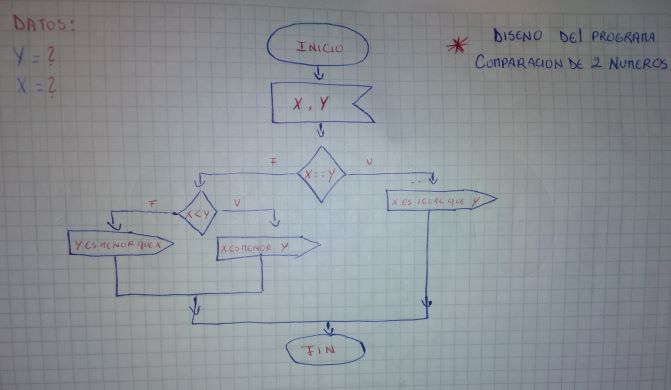 DATOS:
Y = ?
X = ?
* DISENO DEl PROGRAMA
COMPARACION DE 2 NUMEROS
INICIO
X, Y
X==Y
F
V
X<Y
F
V
X ES IGUAL QUE Y
Y ES MENOR QUE X
X ES MENOR Y
FIN